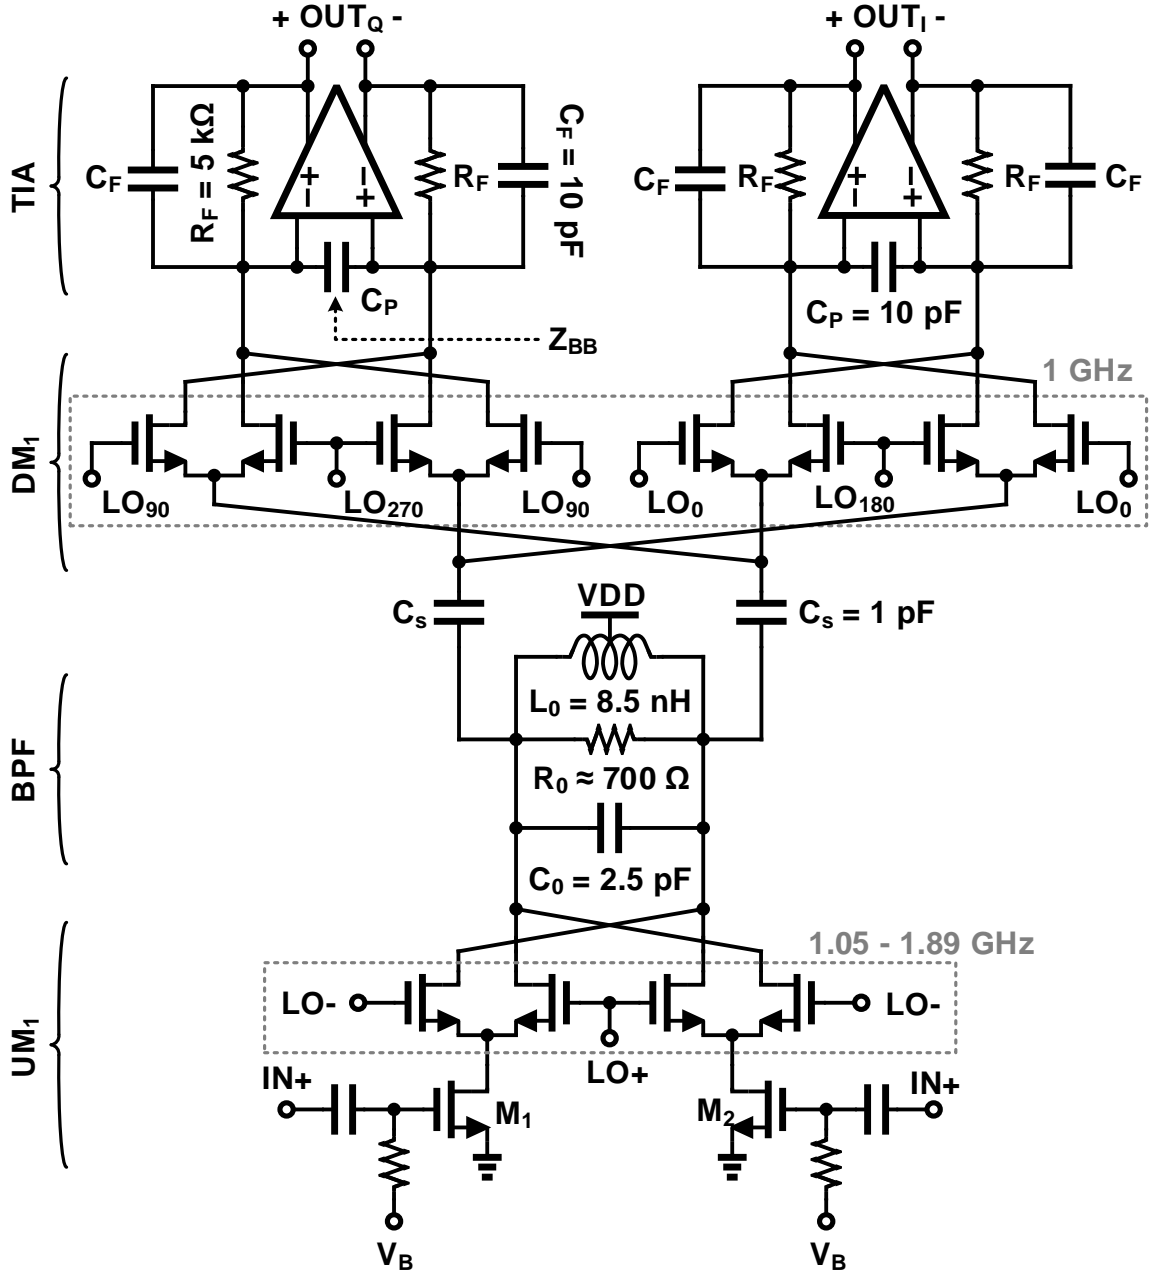 + OUTQ -
+ OUTI -
TIA
CF
RF = 5 kΩ
+
-
-
+
RF
CF = 10 pF
CF
RF
+
-
-
+
RF
CF
CP
CP = 10 pF
ZBB
1 GHz
DM1
LO90
LO270
LO90
LO0
LO180
LO0
VDD
Cs
Cs = 1 pF
BPF
L0 = 8.5 nH
R0 ≈ 700 Ω
C0 = 2.5 pF
1.05 - 1.89 GHz
UM1
LO-
LO-
LO+
IN+
IN+
M1
M2
VB
VB